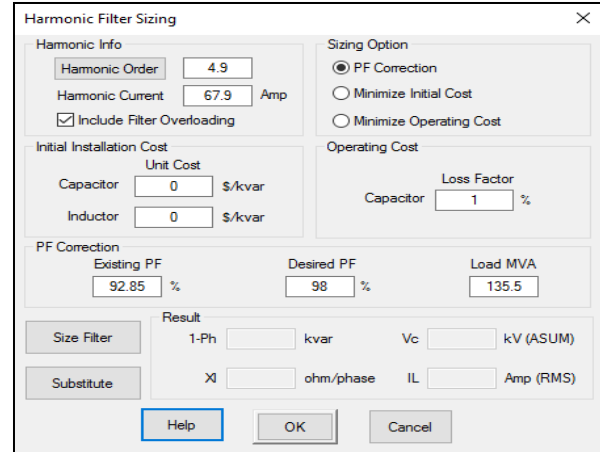 Harmonic Filter Sizing
Harmonic Info
Harmonic Order 4.9
Harmonic Current 67.9 Amp
Include Filter Overloading
Sizing Option
PF Correction
Minimize Initial Cost
Minimize Operating Cost
Initial Installation Cost
Unit Cost
Capacitor 0 $/kvar
Inductor 0 $/kvar
Operating Cost
Loss Factor
Capacitor 1 %
PF Correction
Existing PF Desired PF Load MVA
92.85 % 98 % 135.5
Size Filter
Substitute
Result
1-Ph kvar Vc kV (ASUM)
Xl ohm/phase IL Amp (RMS)
Help OK Cancel